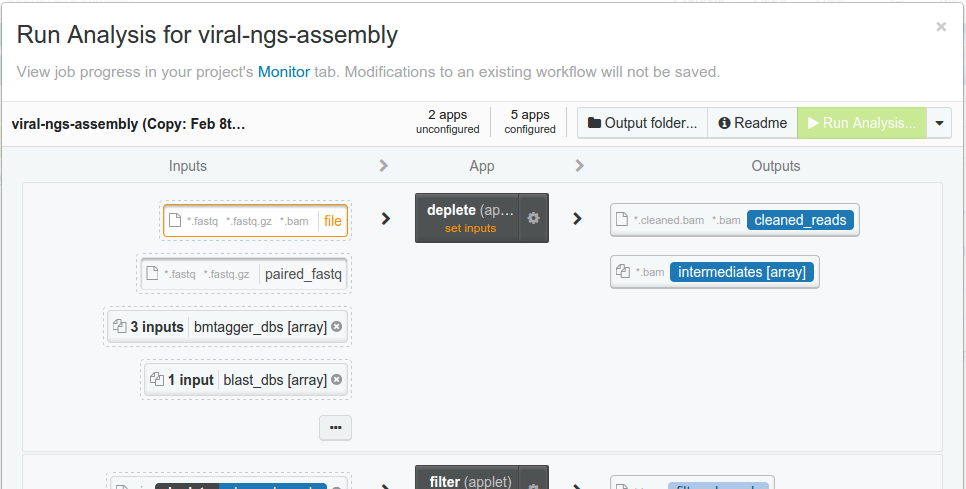 Run Analysis for viral-ngs-assembly
×
View job progress in your project's Monitor tab. Modifications to an existing workflow will not be saved.
viral-ngs-assembly (Copy: Feb 8t...
2 apps
unconfigured
5 apps
configured
Output folder...
Readme
Run Analysis...
Inputs
App
Outputs
*.fastq *.fastq.gz *.bam file
deplete (ap...
set inputs
*.cleaned.bam *.bam cleaned_reads
*.fastq *.fastq.gz paired_fastq
*.bam intermediates [array]
3 inputs bmtagger_dbs [array]
1 input blast_dbs [array]
...
filter (applet)